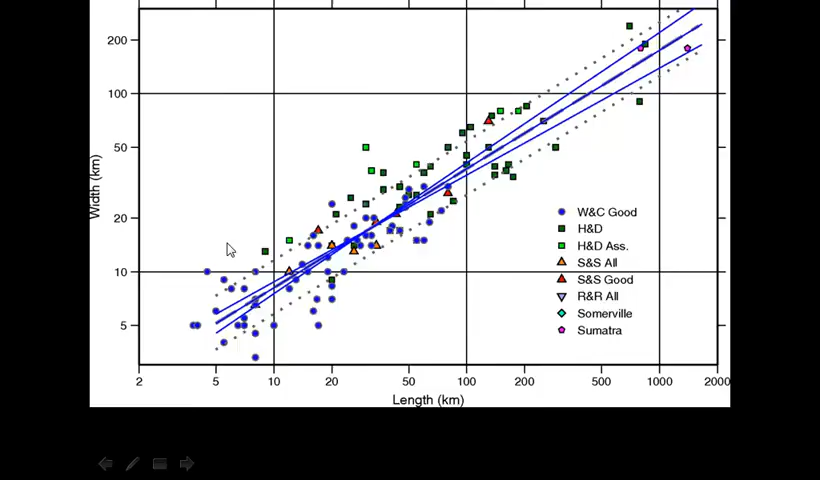 200
100
50
20
10
5
Width (km)
W&C Good
H&D
H&D Ass.
S&S All
S&S Good
R&R All
Somerville
Sumatra
2 5 10 20 50 100 200 500 1000 2000
Length (km)